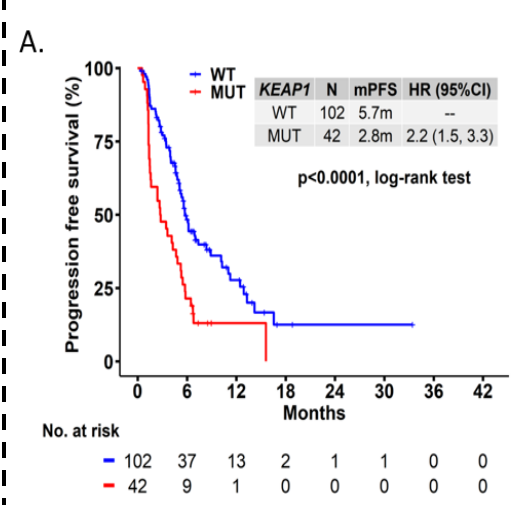 A.
100
75
50
25
0
Progression free survival (%)
WT
MUT
KEAP1 N mPFS HR (95%CI)
WT 102 5.7m --
MUT 42 2.8m 2.2 (1.5, 3.3)
p<0.0001, log-rank test
0 6 12 18 24 30 36 42
Months
No. at risk
102 37 13 2 1 1 0 0
42 9 1 0 0 0 0 0